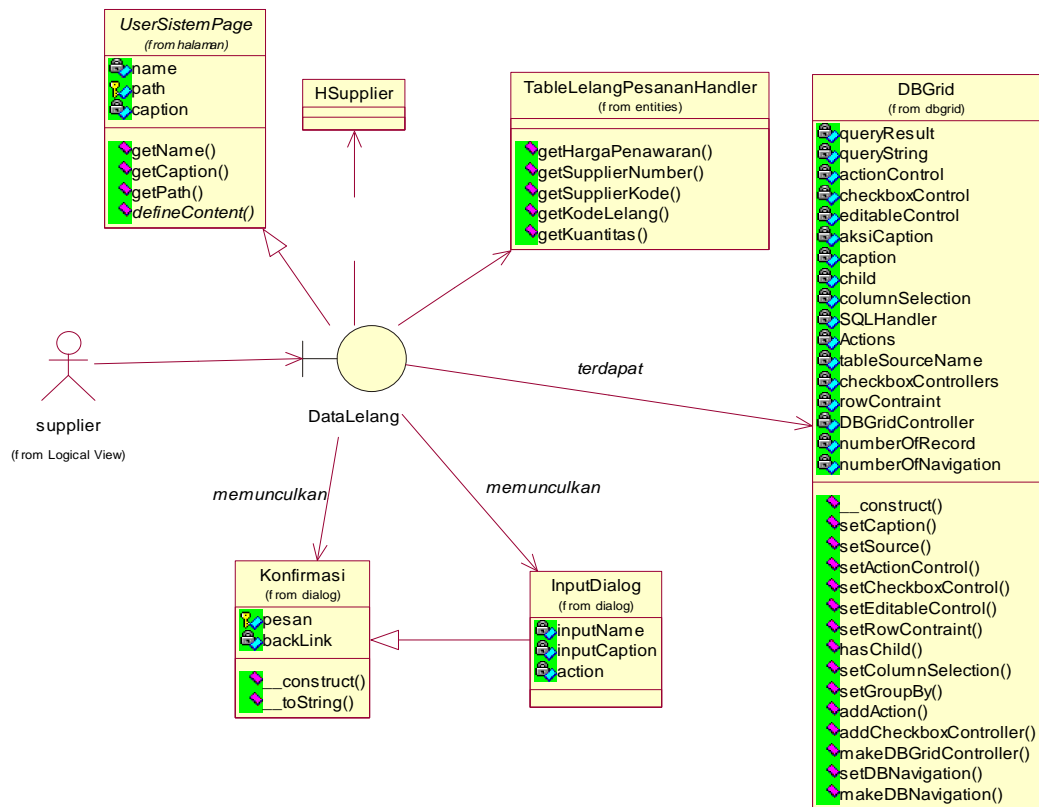 UserSistemPage
(from halaman)
name
path
caption
getName()
getCaption()
getPath()
defineContent()
HSupplier
TableLelangPesananHandler
(from entities)
getHargaPenawaran()
getSupplierNumber()
getSupplierKode()
getKodeLelang()
getKuantitas()
DBGrid
(from dbgrid)
queryResult
queryString
actionControl
checkboxControl
editableControl
aksiCaption
caption
child
columnSelection
SQLHandler
Actions
tableSourceName
checkboxControllers
rowContraint
DBGridController
numberOfRecord
numberOfNavigation
__construct()
setCaption()
setSource()
setActionControl()
setCheckboxControl()
setEditableControl()
setRowContraint()
hasChild()
setColumnSelection()
setGroupBy()
addAction()
addCheckboxController()
makeDBGridController()
setDBNavigation()
makeDBNavigation()
supplier
(from Logical View)
DataLelang
terdapat
memunculkan
memunculkan
Konfirmasi
(from dialog)
pesan
backLink
__construct()
__toString()
InputDialog
(from dialog)
inputName
inputCaption
action